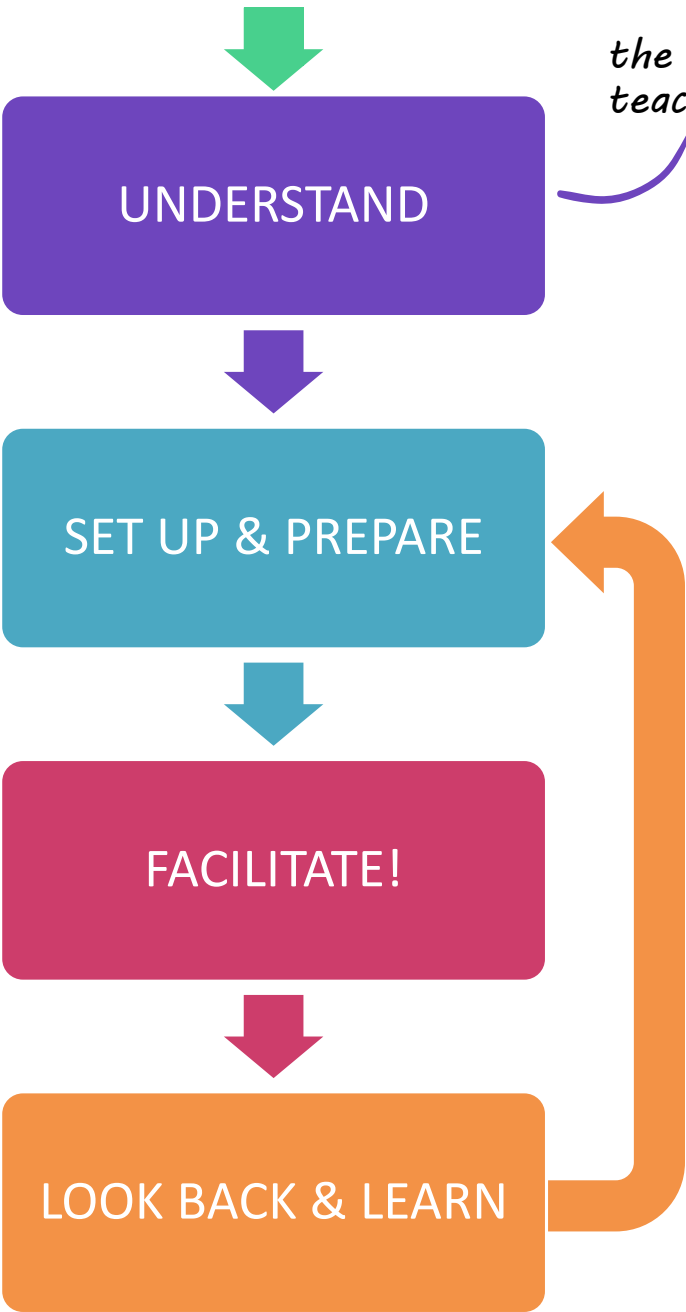 the
UNDERSTAND
SET UP & PREPARE
FACILITATE!
LOOK BACK & LEARN